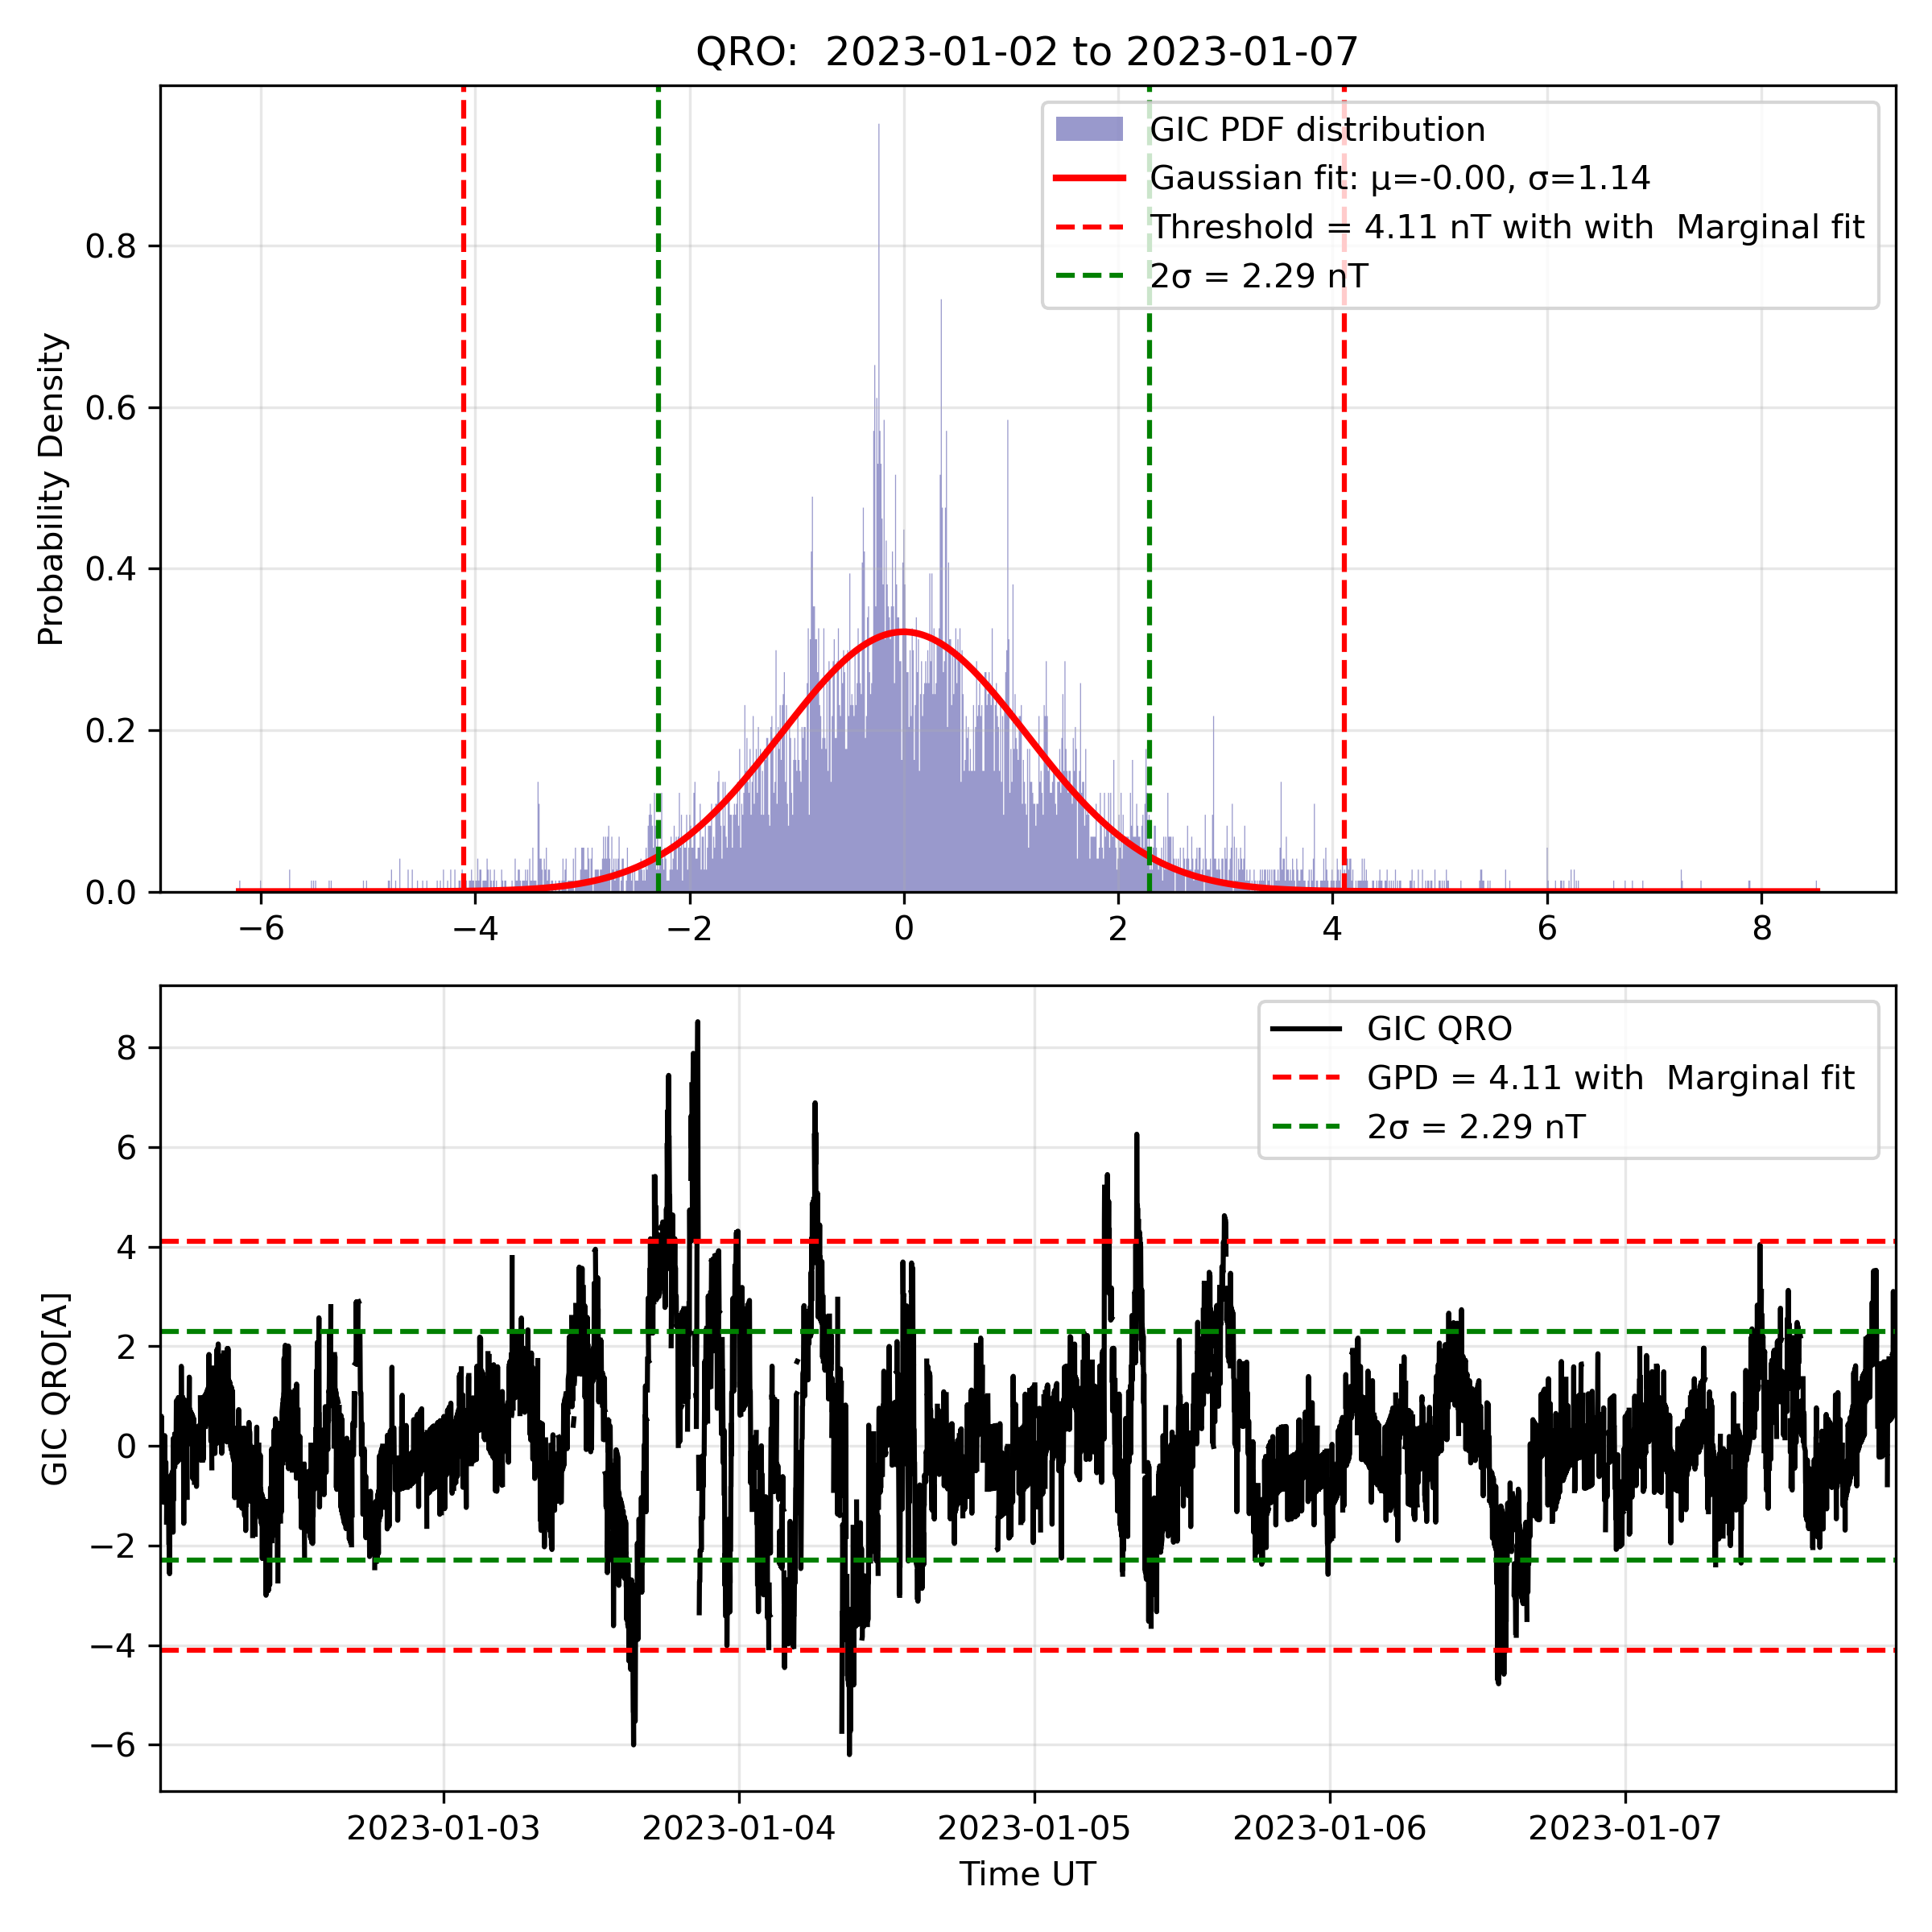 QRO:  2023-01-02 to 2023-01-07
GIC PDF distribution
Gaussian fit: μ=-0.00, σ=1.14
Threshold = 4.11 nT with with  Marginal fit
2σ = 2.29 nT
Probability Density
0.8
0.6
0.4
0.2
0.0
−6 −4 −2 0 2 4 6 8
GIC QRO
GPD = 4.11 with  Marginal fit
2σ = 2.29 nT
GIC QRO[A]
8
6
4
2
0
−2
−4
−6
2023-01-03 2023-01-04 2023-01-05 2023-01-06 2023-01-07
Time UT